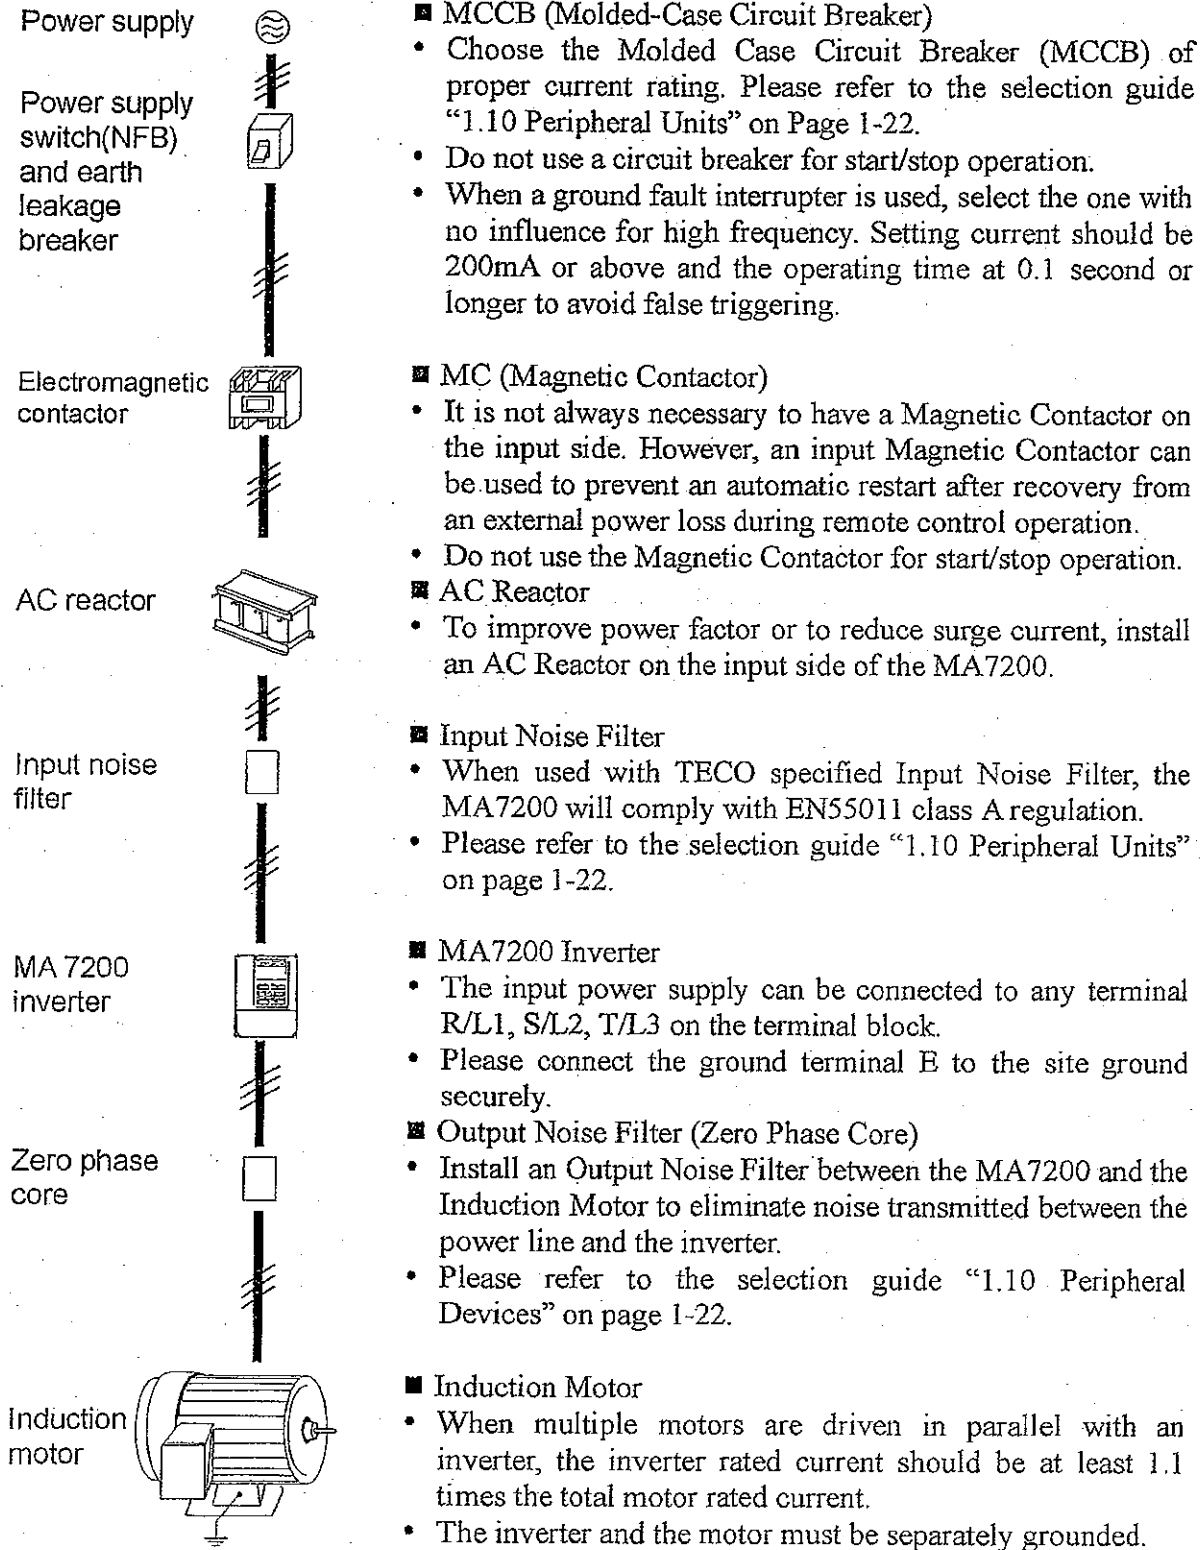 Power supply
Power supply
switch(NFB)
and earth
leakage
breaker
Electromagnetic
contactor
AC reactor
Input noise
filter
MA 7200
inverter
Zero phase
core
Induction
motor
■ MCCB (Molded-Case Circuit Breaker)
• Choose the Molded Case Circuit Breaker (MCCB) of
proper current rating. Please refer to the selection guide
“1.10 Peripheral Units” on Page 1-22.
• Do not use a circuit breaker for start/stop operation.
• When a ground fault interrupter is used, select the one with
no influence for high frequency. Setting current should be
200mA or above and the operating time at 0.1 second or
longer to avoid false triggering.
■ MC (Magnetic Contactor)
• It is not always necessary to have a Magnetic Contactor on
the input side. However, an input Magnetic Contactor can
be used to prevent an automatic restart after recovery from
an external power loss during remote control operation.
• Do not use the Magnetic Contactor for start/stop operation.
■ AC Reactor
• To improve power factor or to reduce surge current, install
an AC Reactor on the input side of the MA7200.
■ Input Noise Filter
• When used with TECO specified Input Noise Filter, the
MA7200 will comply with EN55011 class A regulation.
• Please refer to the selection guide “1.10 Peripheral Units”
on page 1-22.
■ MA7200 Inverter
• The input power supply can be connected to any terminal
R/L1, S/L2, T/L3 on the terminal block.
• Please connect the ground terminal E to the site ground
securely.
■ Output Noise Filter (Zero Phase Core)
• Install an Output Noise Filter between the MA7200 and the
Induction Motor to eliminate noise transmitted between the
power line and the inverter.
• Please refer to the selection guide “1.10 Peripheral
Devices” on page 1-22.
■ Induction Motor
• When multiple motors are driven in parallel with an
inverter, the inverter rated current should be at least 1.1
times the total motor rated current.
• The inverter and the motor must be separately grounded.